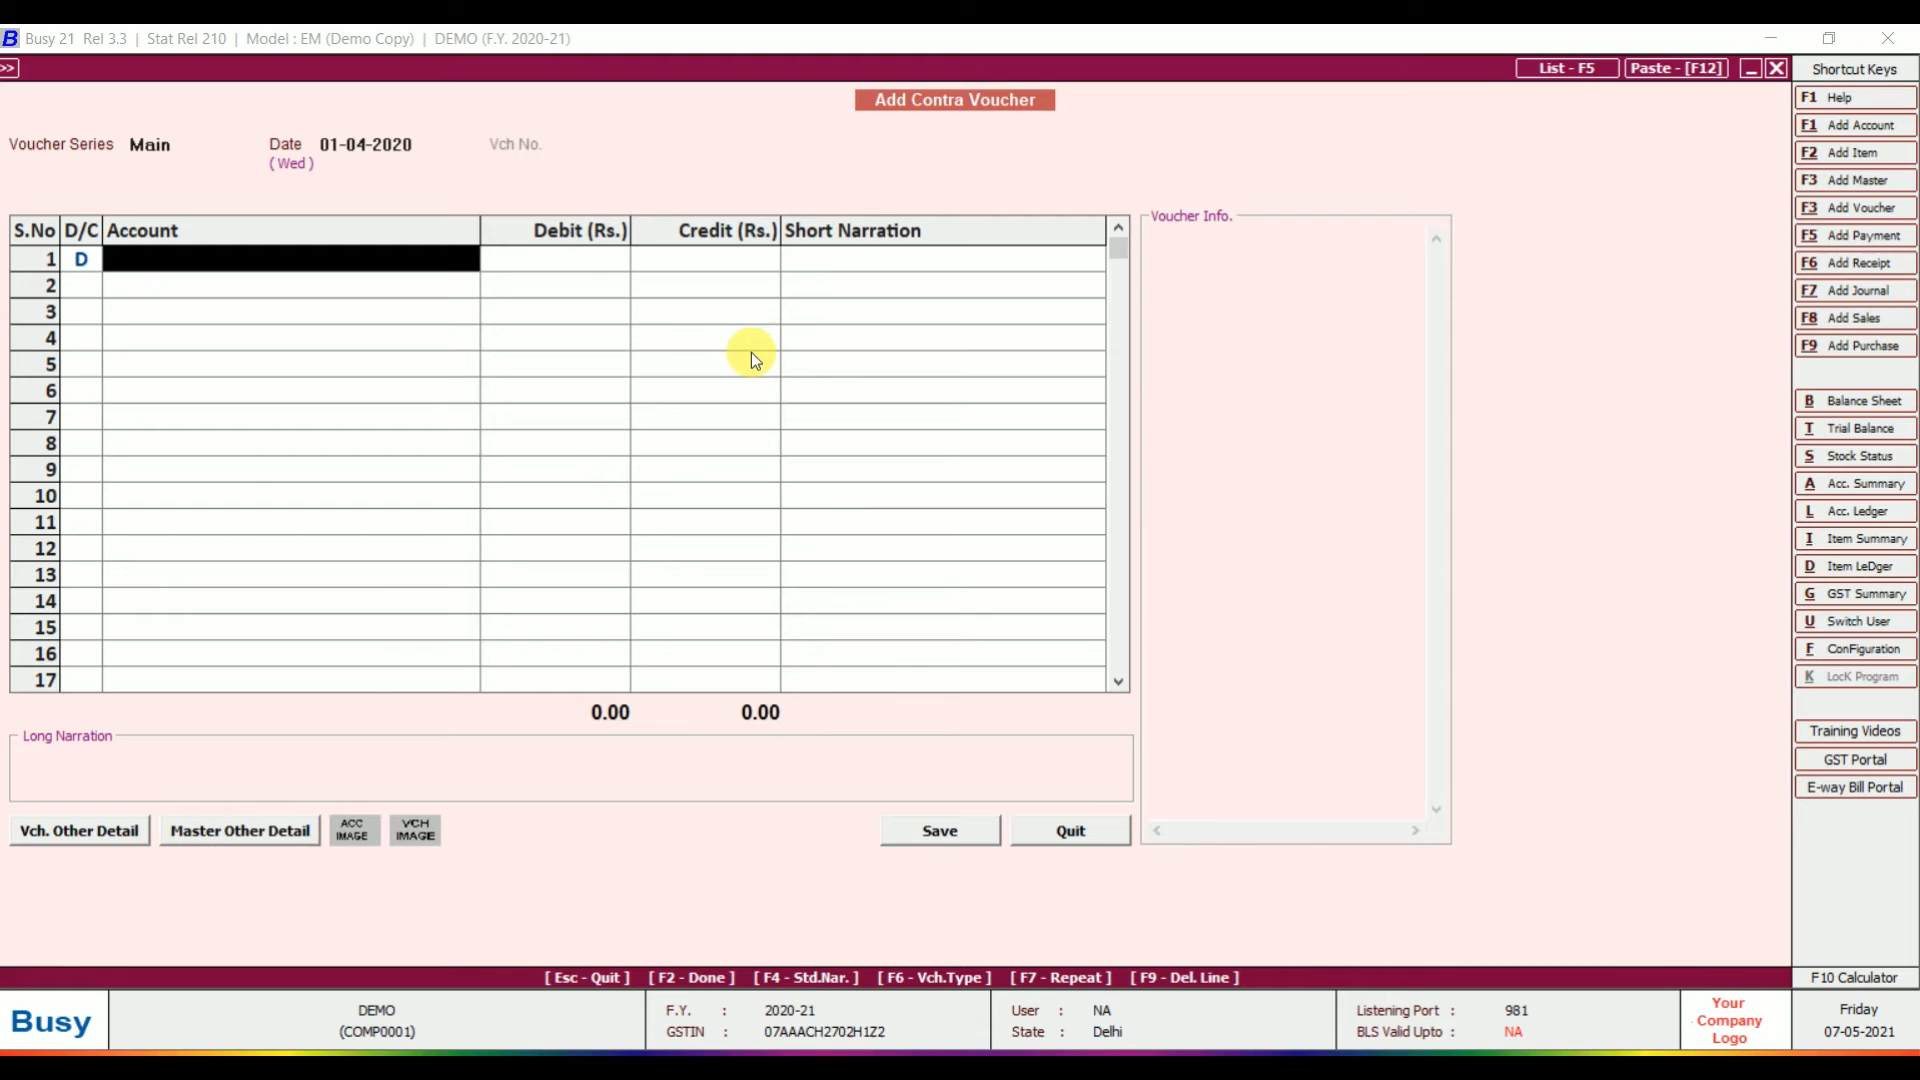 B Busy 21 Rel 3.3 | Stat Rel 210 | Model : EM (Demo Copy) | DEMO (F.Y. 2020-21)
>> List - F5 Paste - [F12] Shortcut Keys
Add Contra Voucher
Voucher Series Main Date 01-04-2020 Vch No.
( Wed )
S.No D/C Account Debit (Rs.) Credit (Rs.) Short Narration
1 D
2
3
4
5
6
7
8
9
10
11
12
13
14
15
16
17
0.00 0.00
Voucher Info.
Long Narration
Vch. Other Detail Master Other Detail ACC IMAGE VCH IMAGE Save Quit
F1 Help
F1 Add Account
F2 Add Item
F3 Add Master
F3 Add Voucher
F5 Add Payment
F6 Add Receipt
F7 Add Journal
F8 Add Sales
F9 Add Purchase
B Balance Sheet
T Trial Balance
S Stock Status
A Acc. Summary
L Acc. Ledger
I Item Summary
D Item LeDger
G GST Summary
U Switch User
F ConFiguration
K LocK Program
Training Videos
GST Portal
E-way Bill Portal
[ Esc - Quit ] [ F2 - Done ] [ F4 - Std.Nar. ] [ F6 - Vch.Type ] [ F7 - Repeat ] [ F9 - Del. Line ] F10 Calculator
Busy
DEMO
(COMP0001)
F.Y. : 2020-21
GSTIN : 07AAACH2702H1Z2
User : NA
State : Delhi
Listening Port : 981
BLS Valid Upto : NA
Your
Company
Logo
Friday
07-05-2021